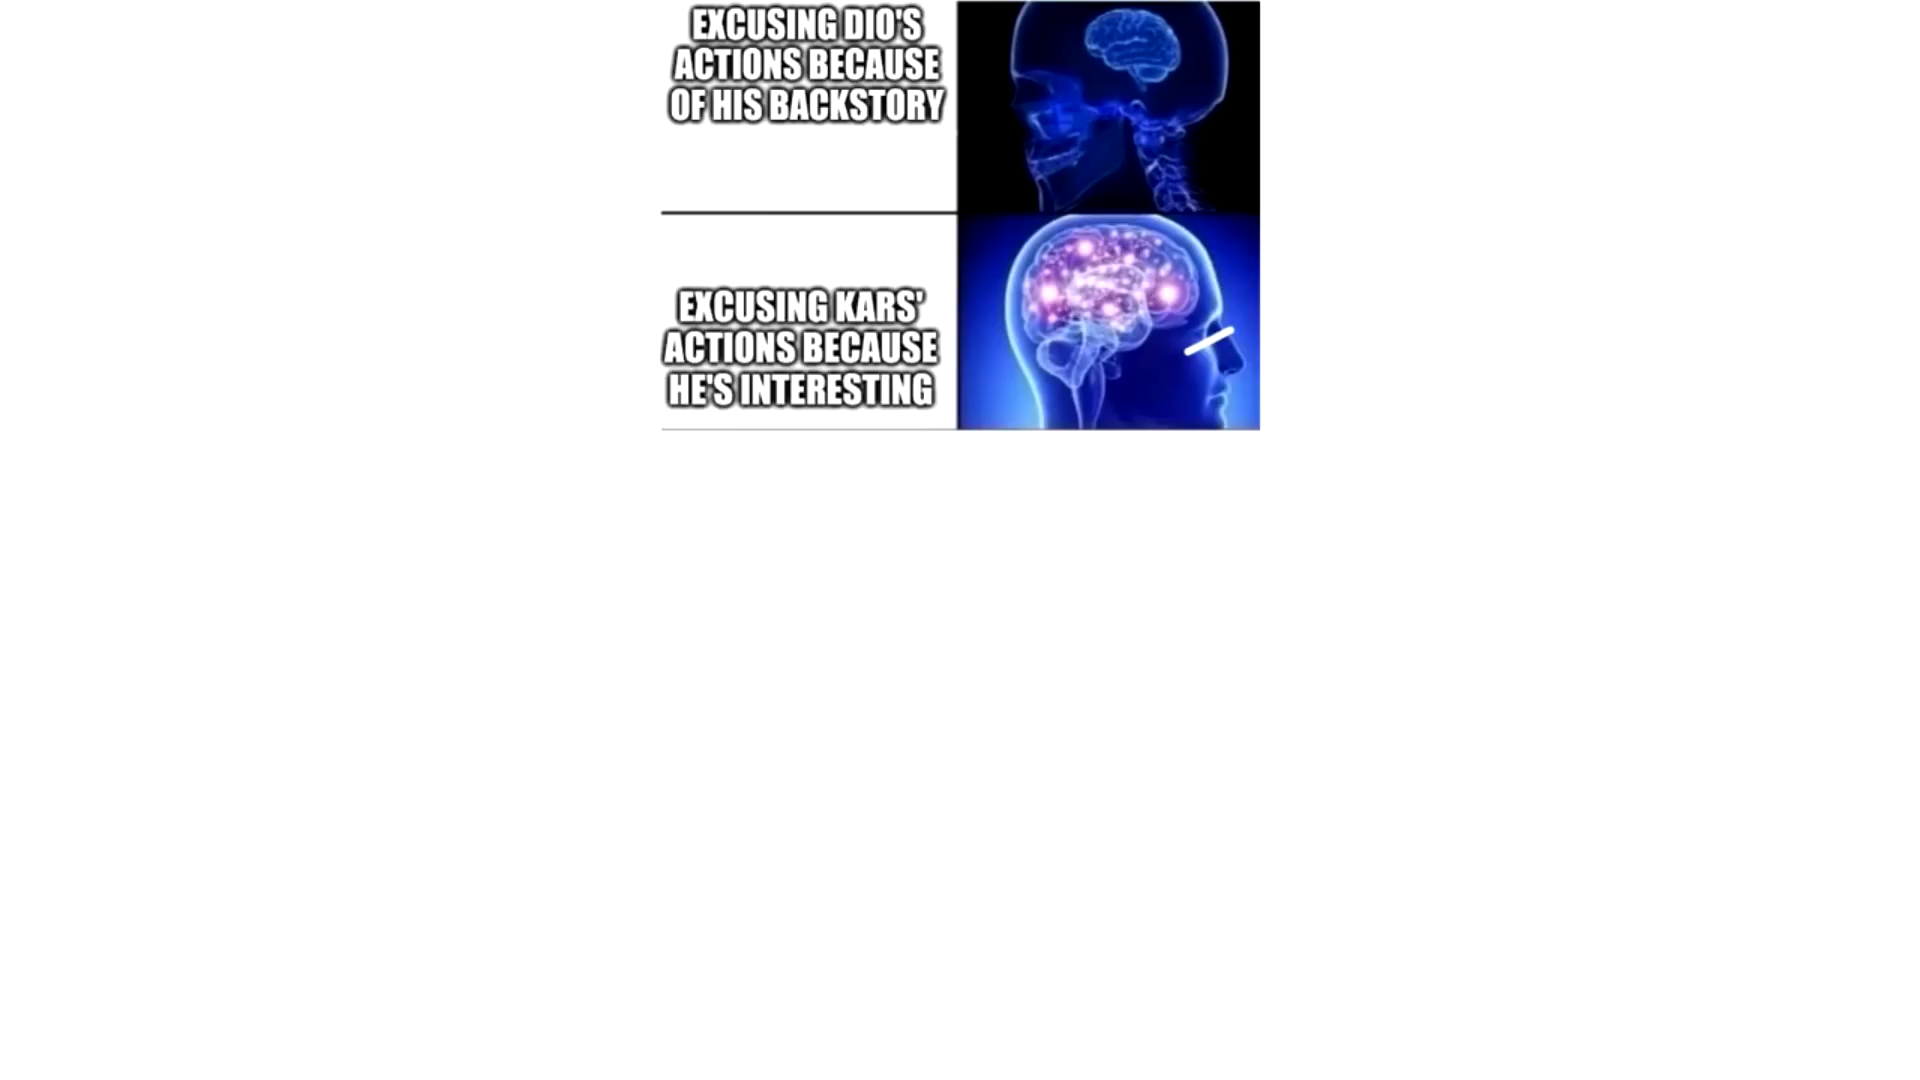 EXCUSING DIO'S
ACTIONS BECAUSE
OF HIS BACKSTORY
EXCUSING KARS'
ACTIONS BECAUSE
HE'S INTERESTING